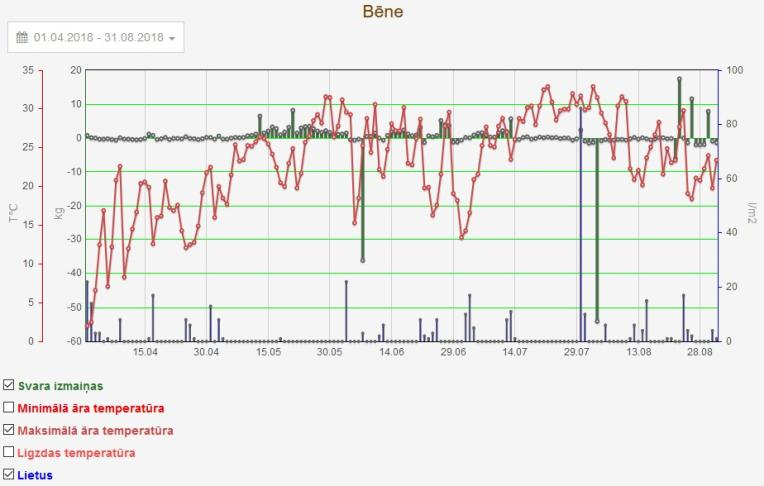 Bēne
01.04.2018 - 31.08.2018
35 20 100
30 10 80
25 0
20 -10 60
15 -20
-30 40
10 -40
5 -50 20
0 -60 0
T°C
kg
l/m2
15.04 30.04 15.05 30.05 14.06 29.06 14.07 29.07 13.08 28.08
Svara izmaiņas
Minimālā āra temperatūra
Maksimālā āra temperatūra
Ligzdas temperatūra
Lietus